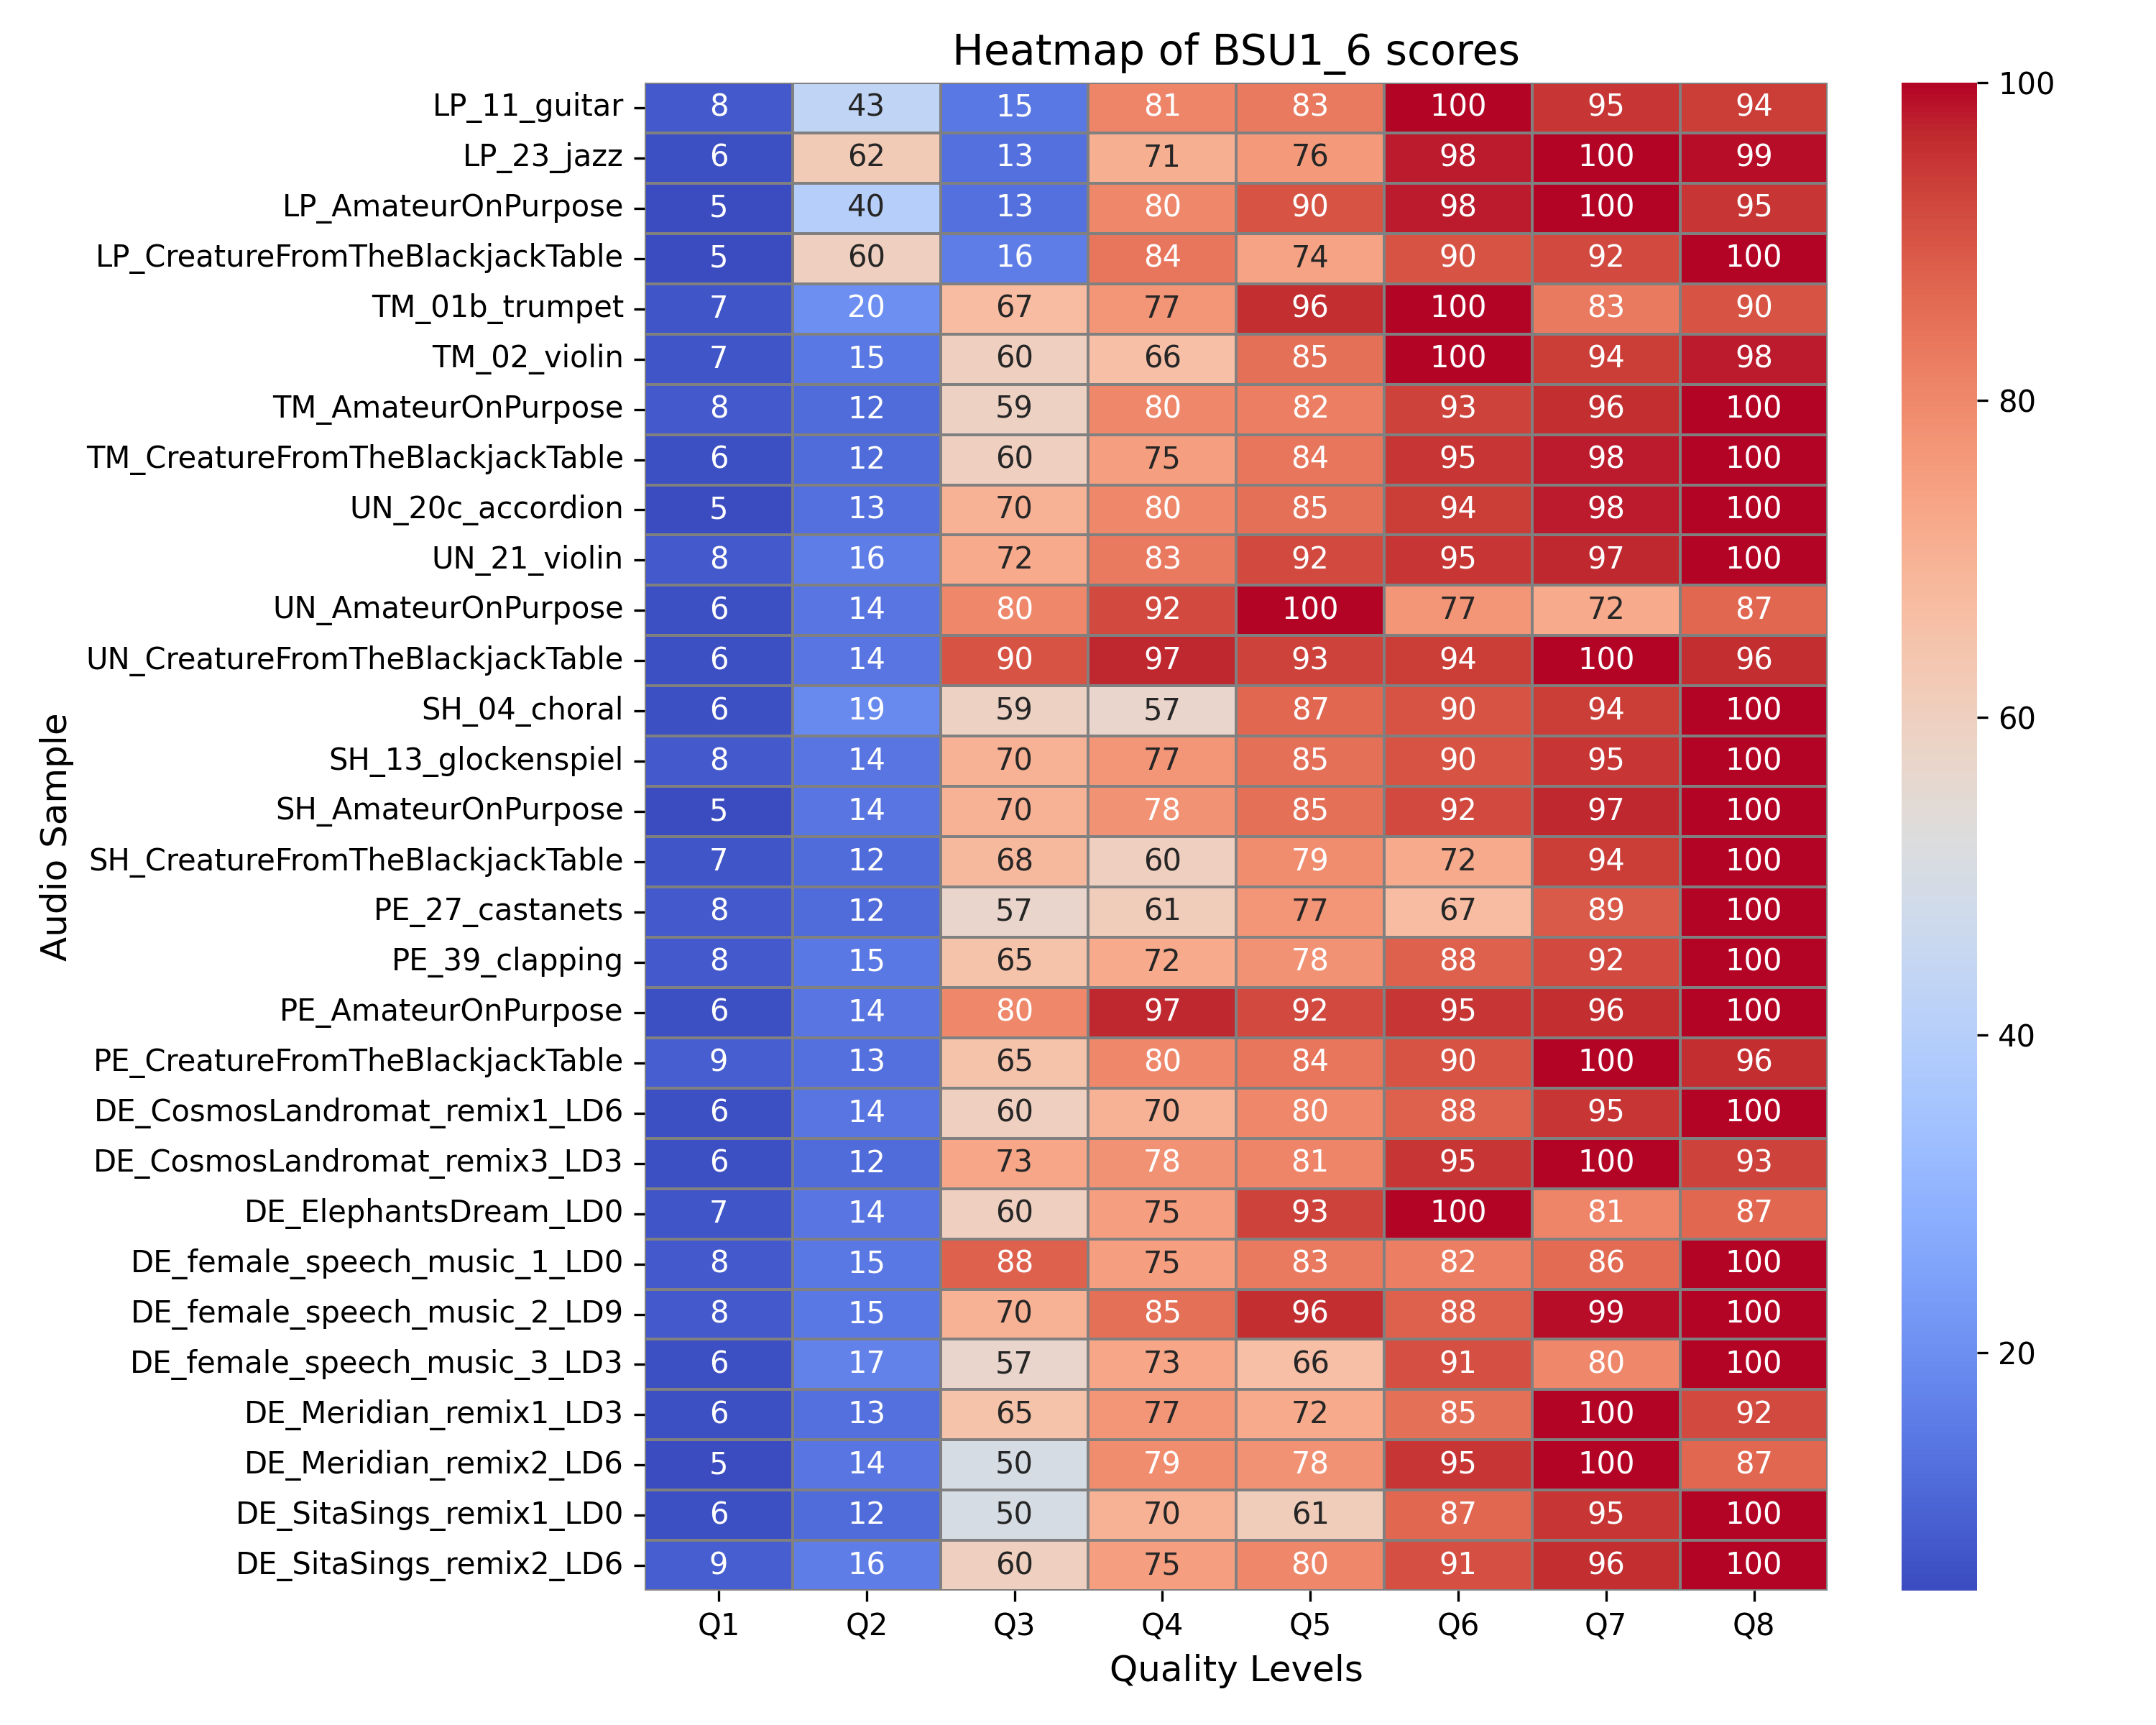 Heatmap of BSU1_6 scores
LP_11_guitar 8 43 15 81 83 100 95 94
LP_23_jazz 6 62 13 71 76 98 100 99
LP_AmateurOnPurpose 5 40 13 80 90 98 100 95
LP_CreatureFromTheBlackjackTable 5 60 16 84 74 90 92 100
TM_01b_trumpet 7 20 67 77 96 100 83 90
TM_02_violin 7 15 60 66 85 100 94 98
TM_AmateurOnPurpose 8 12 59 80 82 93 96 100
TM_CreatureFromTheBlackjackTable 6 12 60 75 84 95 98 100
UN_20c_accordion 5 13 70 80 85 94 98 100
UN_21_violin 8 16 72 83 92 95 97 100
UN_AmateurOnPurpose 6 14 80 92 100 77 72 87
UN_CreatureFromTheBlackjackTable 6 14 90 97 93 94 100 96
SH_04_choral 6 19 59 57 87 90 94 100
SH_13_glockenspiel 8 14 70 77 85 90 95 100
SH_AmateurOnPurpose 5 14 70 78 85 92 97 100
SH_CreatureFromTheBlackjackTable 7 12 68 60 79 72 94 100
PE_27_castanets 8 12 57 61 77 67 89 100
PE_39_clapping 8 15 65 72 78 88 92 100
PE_AmateurOnPurpose 6 14 80 97 92 95 96 100
PE_CreatureFromTheBlackjackTable 9 13 65 80 84 90 100 96
DE_CosmosLandromat_remix1_LD6 6 14 60 70 80 88 95 100
DE_CosmosLandromat_remix3_LD3 6 12 73 78 81 95 100 93
DE_ElephantsDream_LD0 7 14 60 75 93 100 81 87
DE_female_speech_music_1_LD0 8 15 88 75 83 82 86 100
DE_female_speech_music_2_LD9 8 15 70 85 96 88 99 100
DE_female_speech_music_3_LD3 6 17 57 73 66 91 80 100
DE_Meridian_remix1_LD3 6 13 65 77 72 85 100 92
DE_Meridian_remix2_LD6 5 14 50 79 78 95 100 87
DE_SitaSings_remix1_LD0 6 12 50 70 61 87 95 100
DE_SitaSings_remix2_LD6 9 16 60 75 80 91 96 100
Q1 Q2 Q3 Q4 Q5 Q6 Q7 Q8
Quality Levels
Audio Sample
100
80
60
40
20